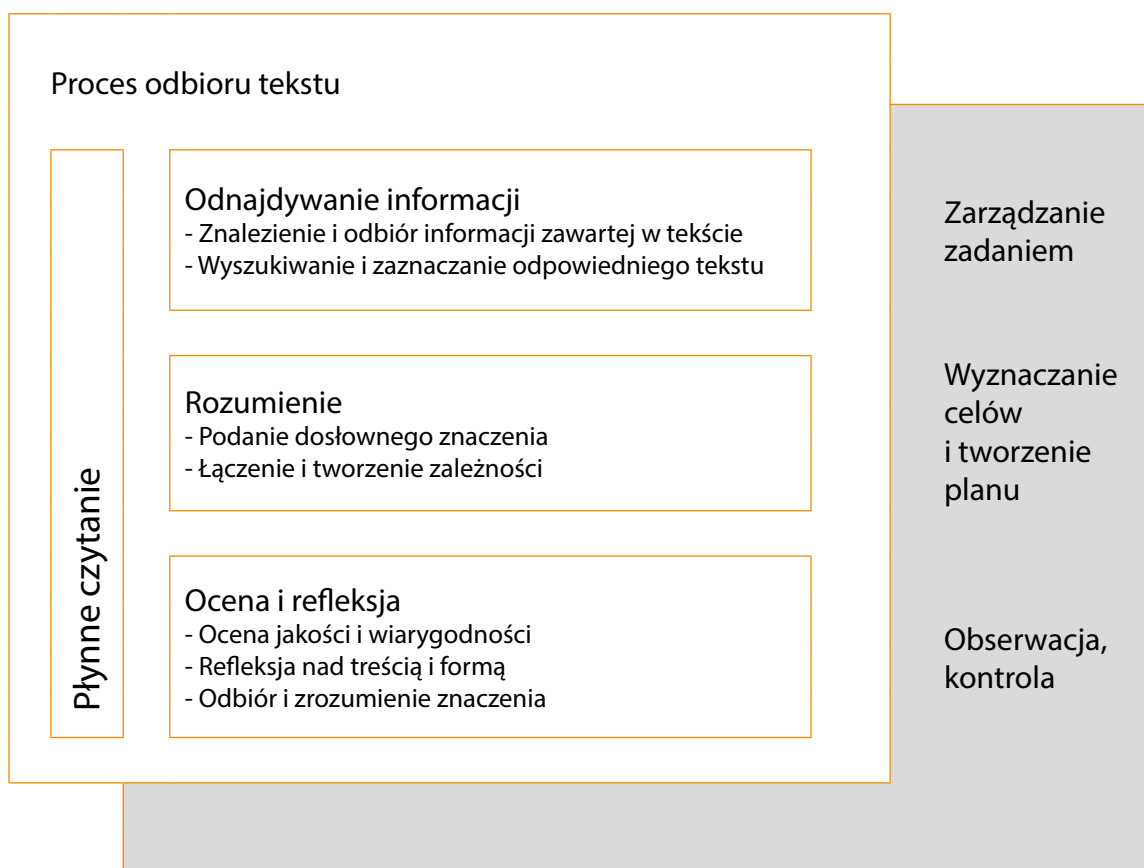 Proces odbioru tekstu
Płynne czytanie
Odnajdywanie informacji
- Znalezienie i odbiór informacji zawartej w tekście
- Wyszukiwanie i zaznaczanie odpowiedniego tekstu
Rozumienie
- Podanie dosłownego znaczenia
- Łączenie i tworzenie zależności
Ocena i refleksja
- Ocena jakości i wiarygodności
- Refleksja nad treścią i formą
- Odbiór i zrozumienie znaczenia
Zarządzanie
zadaniem
Wyznaczanie
celów
i tworzenie
planu
Obserwacja,
kontrola